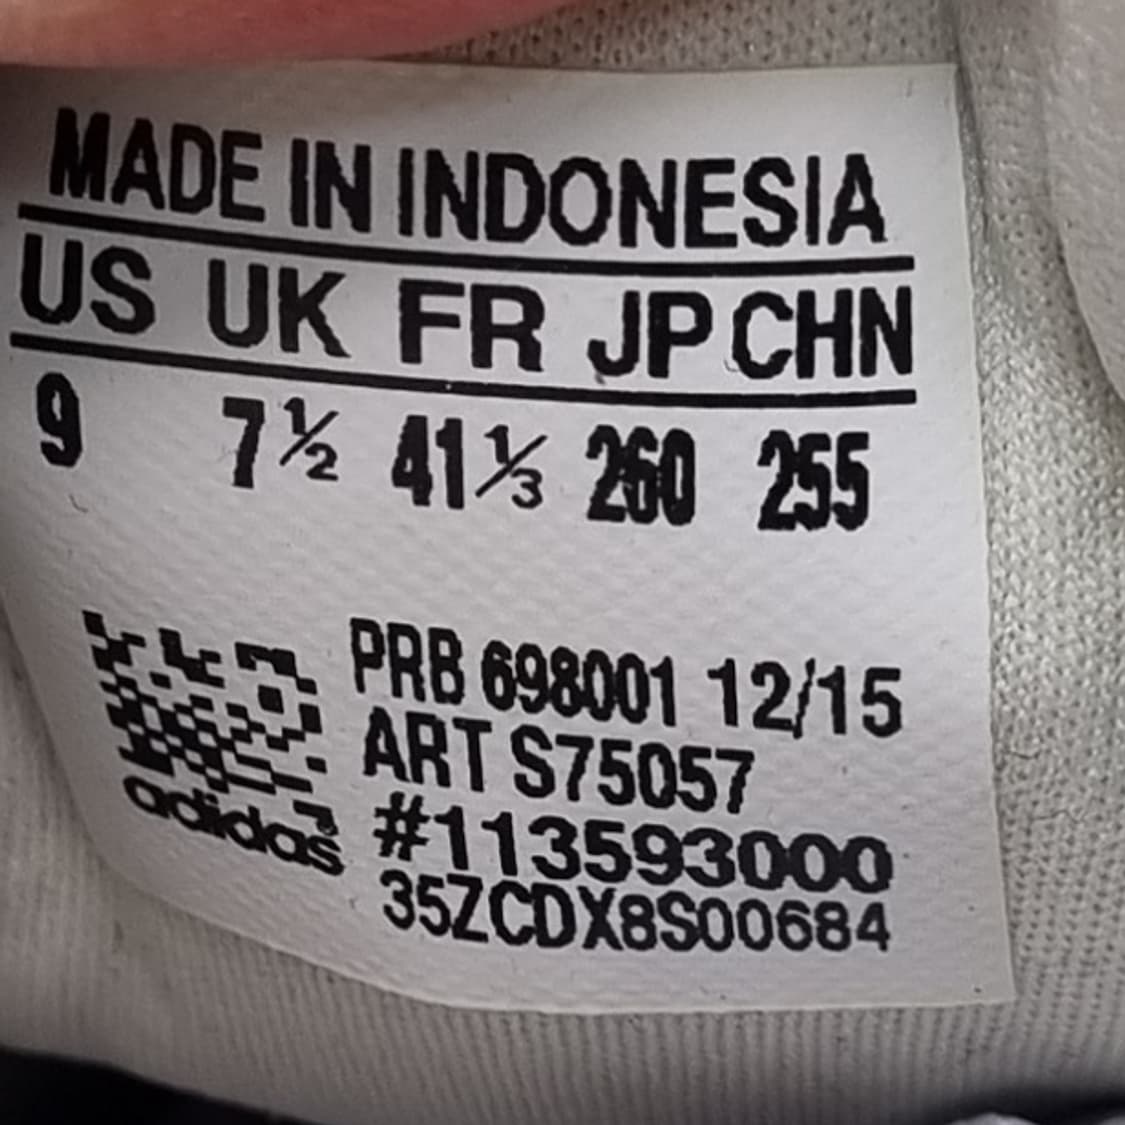 MADE IN INDONESIA
US UK FR JP CHN
9 7½ 41⅓ 260 255
PRB 698001 12/15
ART S75057
#113593000
35ZCDX8S00684
adidas